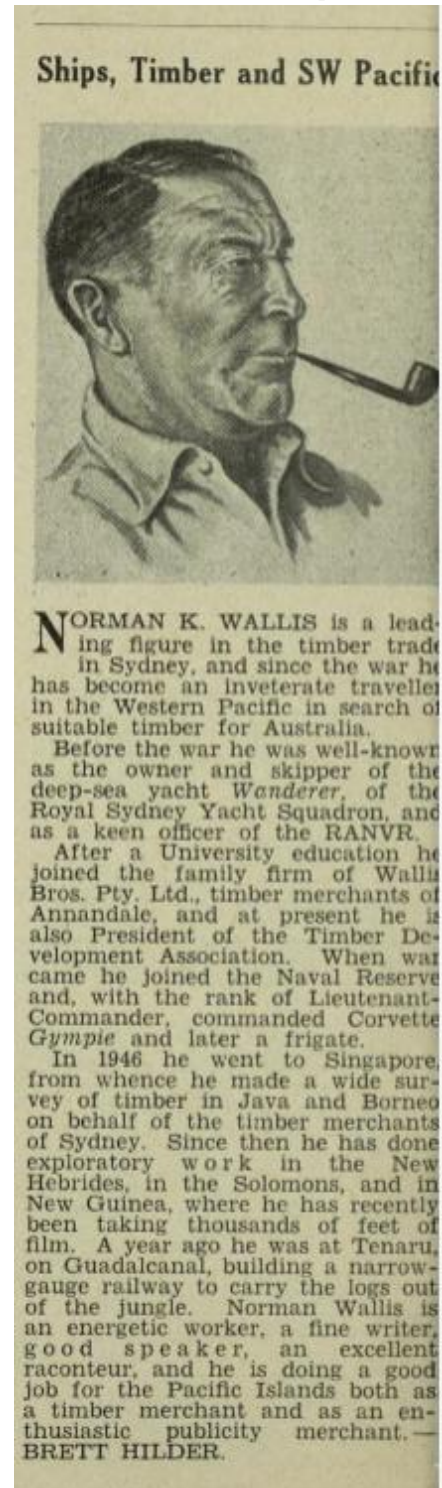 Ships, Timber and SW Pacific
NORMAN K. WALLIS is a lead-
ing figure in the timber trade
in Sydney, and since the war he
has become an inveterate traveller
in the Western Pacific in search of
suitable timber for Australia.
Before the war he was well-known
as the owner and skipper of the
deep-sea yacht Wanderer, of the
Royal Sydney Yacht Squadron, and
as a keen officer of the RANVR.
After a University education he
joined the family firm of Wallis
Bros. Pty. Ltd., timber merchants of
Annandale, and at present he is
also President of the Timber De-
velopment Association. When war
came he joined the Naval Reserve
and, with the rank of Lieutenant-
Commander, commanded Corvette
Gympie and later a frigate.
In 1946 he went to Singapore,
from whence he made a wide sur-
vey of timber in Java and Borneo
on behalf of the timber merchants
of Sydney. Since then he has done
exploratory work in the New
Hebrides, in the Solomons, and in
New Guinea, where he has recently
been taking thousands of feet of
film. A year ago he was at Tenaru,
on Guadalcanal, building a narrow-
gauge railway to carry the logs out
of the jungle. Norman Wallis is
an energetic worker, a fine writer,
good speaker, an excellent
raconteur, and he is doing a good
job for the Pacific Islands both as
a timber merchant and as an en-
thusiastic publicity merchant.—
BRETT HILDER.